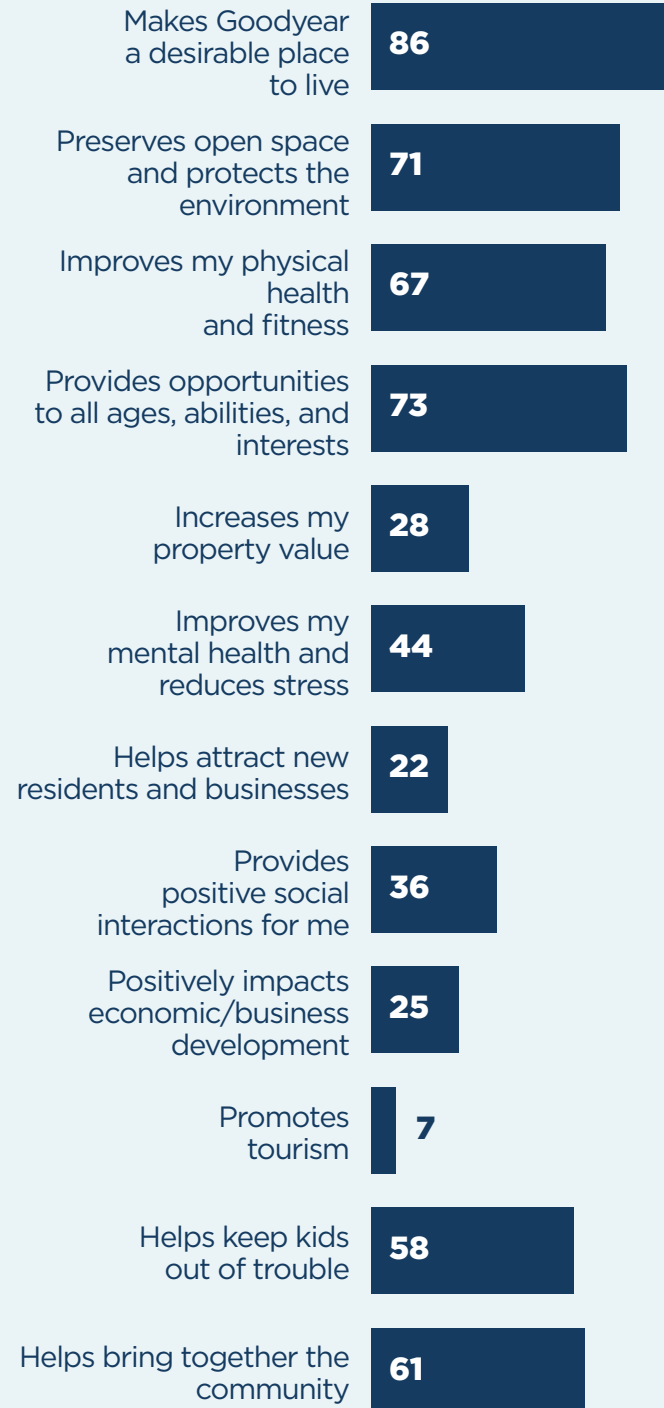 Makes Goodyear
a desirable place
to live
86
Preserves open space
and protects the
environment
71
Improves my physical
health
and fitness
67
Provides opportunities
to all ages, abilities, and
interests
73
Increases my
property value
28
Improves my
mental health and
reduces stress
44
Helps attract new
residents and businesses
22
Provides
positive social
interactions for me
36
Positively impacts
economic/business
development
25
Promotes
tourism
7
Helps keep kids
out of trouble
58
Helps bring together the
community
61